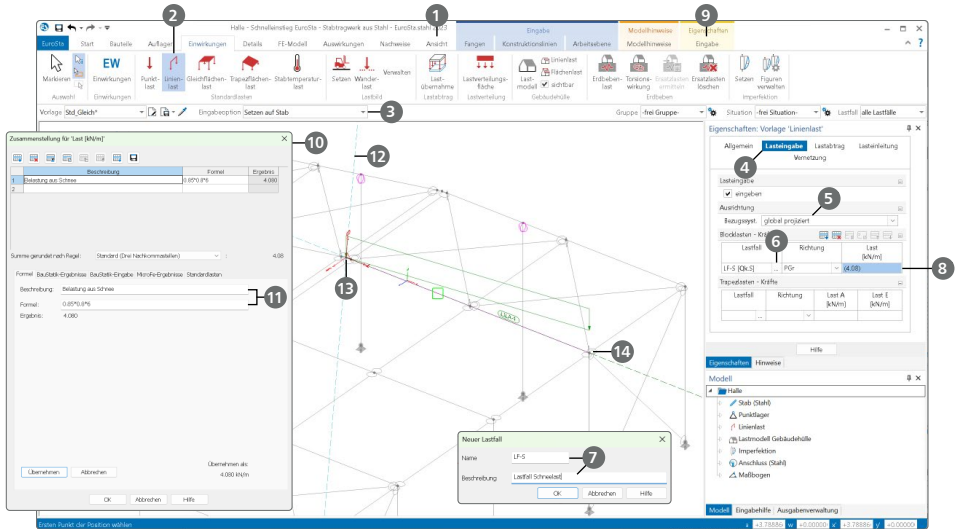 1
2
9
Halle - Schnelleinstieg EuroSta - Stabtragwerk aus Stahl - EuroSta.stahl 2023
Eingabe
Modellhinweise
Eigenschaften
EuroSta Start Bauteile Auflager Einwirkungen Details FE-Modell Auswirkungen Nachweise Ansicht Fangen Konstruktionslinien Arbeitsebene Modellhinweise Eingabe
Markieren
EW
Einwirkungen
Punkt-last
Linien-last
Gleichflächen-last
Trapezflächen-last
Stabtemperatur-last
Setzen
Wander-last
Verwalten
Last-übernahme
Lastverteilungs-fläche
Last-modell
Linienlast
Flächenlast
sichtbar
Erdbeben-last
Torsions-wirkung
Ersatzlasten ermitteln
Ersatzlasten löschen
Setzen
Figuren verwalten
Auswahl Einwirkungen Standardlasten Lastbild Lastabtrag Lastverteilung Gebäudehülle Erdbeben Imperfektion
Vorlage Std_Gleich° Eingabeoption Setzen auf Stab 3 Gruppe -frei Gruppe- Situation -frei Situation- Lastfall alle Lastfälle
Zusammenstellung für 'Last [kN/m]'
10
Beschreibung Formel Ergebnis
1 Belastung aus Schnee 0.85*0.8*6 4.080
2
Summe gerundet nach Regel: Standard (Drei Nachkommastellen) : 4,08
Formel BauStatik-Ergebnisse BauStatik-Eingabe MicroFe-Ergebnisse Standardlasten
Beschreibung: Belastung aus Schnee
11
Formel: 0.85*0.8*6
Ergebnis: 4.080
Übernehmen als:
Übernehmen Abbrechen 4.080 kN/m
OK Abbrechen Hilfe
12
13
14
Neuer Lastfall
Name LF-S
7
Beschreibung Lastfall Schneelast
OK Abbrechen Hilfe
Eigenschaften: Vorlage 'Linienlast'
Allgemein Lasteingabe Lastabtrag Lasteinleitung
4
Vernetzung
Lasteingabe
eingeben
5
Ausrichtung
Bezugssyst. global projiziert
Blocklasten - Kräfte
6
Lastfall Richtung Last
[kN/m]
LF-S [Qk.S] ... PGr (4.08)
8
Trapezlasten - Kräfte
Lastfall Richtung Last A Last E
[kN/m] [kN/m]
...
Hilfe
Eigenschaften Hinweise
Modell
Halle
Stab (Stahl)
Punktlager
Linienlast
Lastmodell Gebäudehülle
Imperfektion
Anschluss (Stahl)
Maßbogen
Modell Eingabehilfe Ausgabenverwaltung
Ersten Punkt der Position wählen